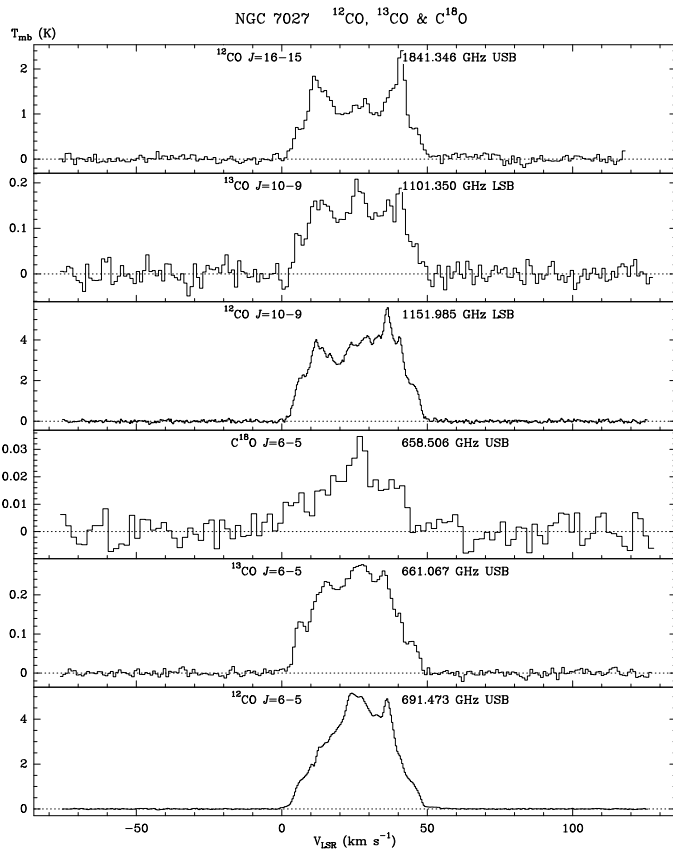 NGC 7027 ¹²CO, ¹³CO & C¹⁸O
T_mb (K)
¹²CO J=16-15 1841.346 GHz USB
2
1
0
¹³CO J=10-9 1101.350 GHz LSB
0.2
0.1
0
¹²CO J=10-9 1151.985 GHz LSB
4
2
0
C¹⁸O J=6-5 658.506 GHz USB
0.03
0.02
0.01
0
¹³CO J=6-5 661.067 GHz USB
0.2
0.1
0
¹²CO J=6-5 691.473 GHz USB
4
2
0
−50 0 50 100
V_LSR (km s⁻¹)